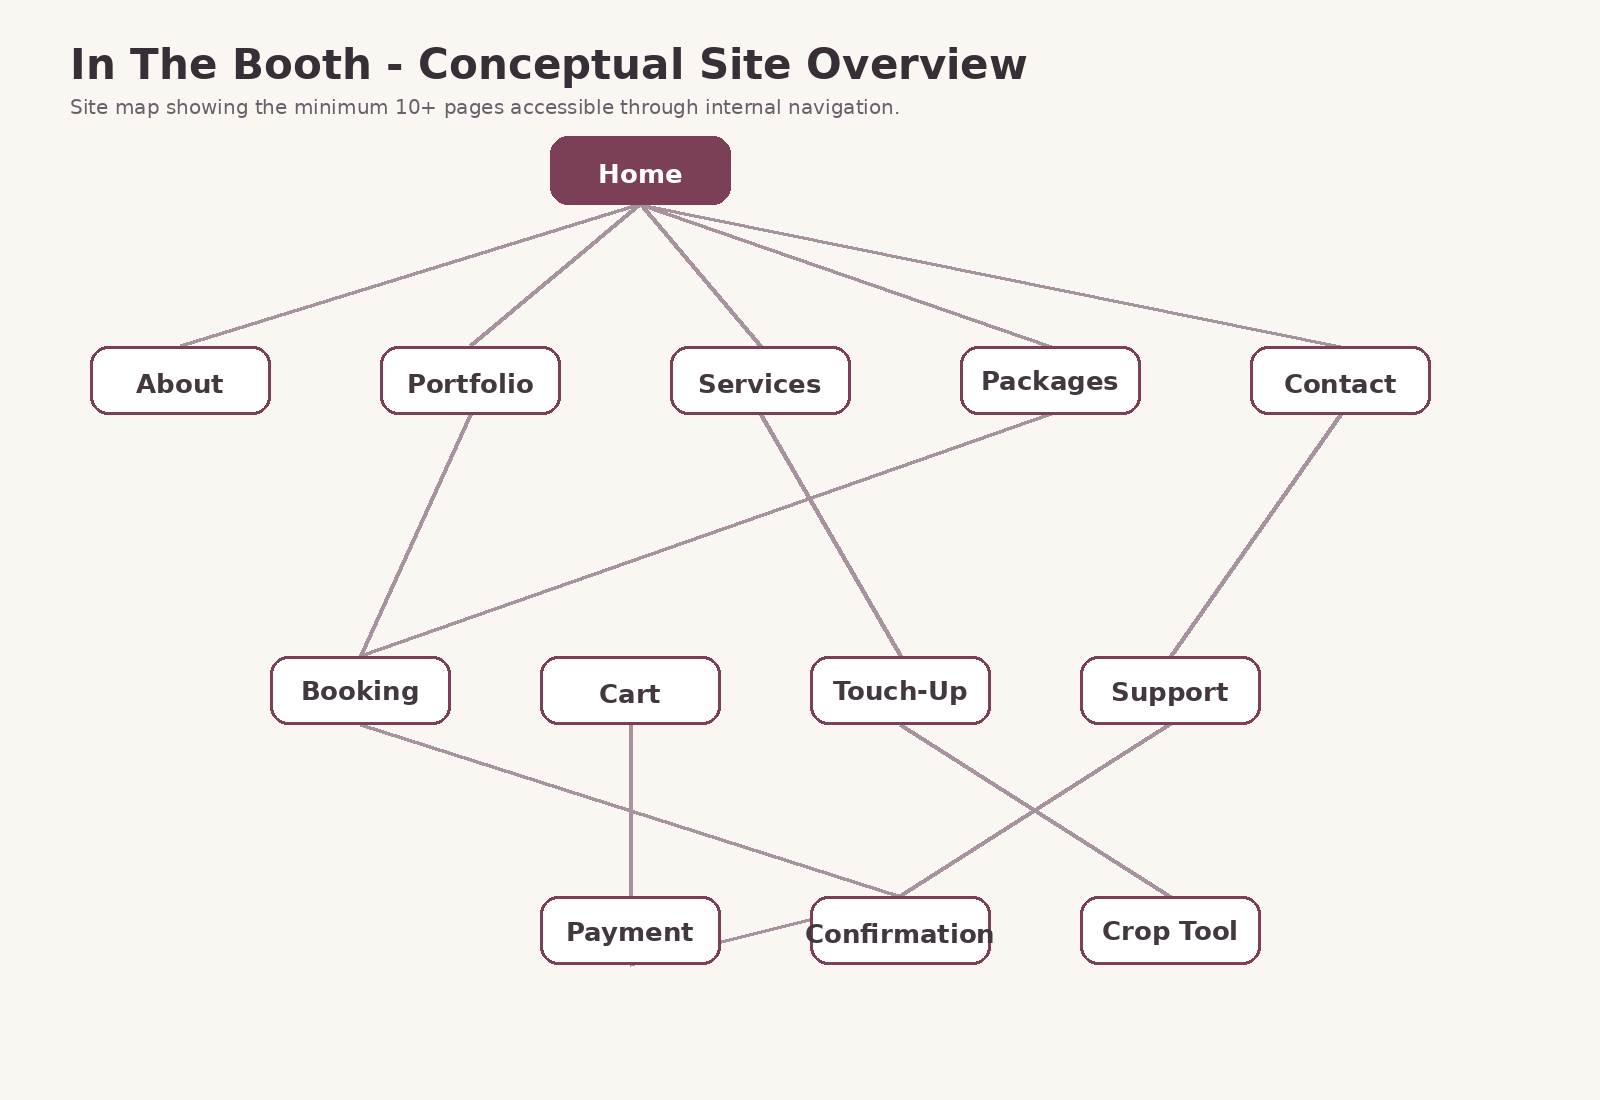 In The Booth - Conceptual Site Overview
Site map showing the minimum 10+ pages accessible through internal navigation.
Home
About
Portfolio
Services
Packages
Contact
Booking
Cart
Touch-Up
Support
Payment
Confirmation
Crop Tool